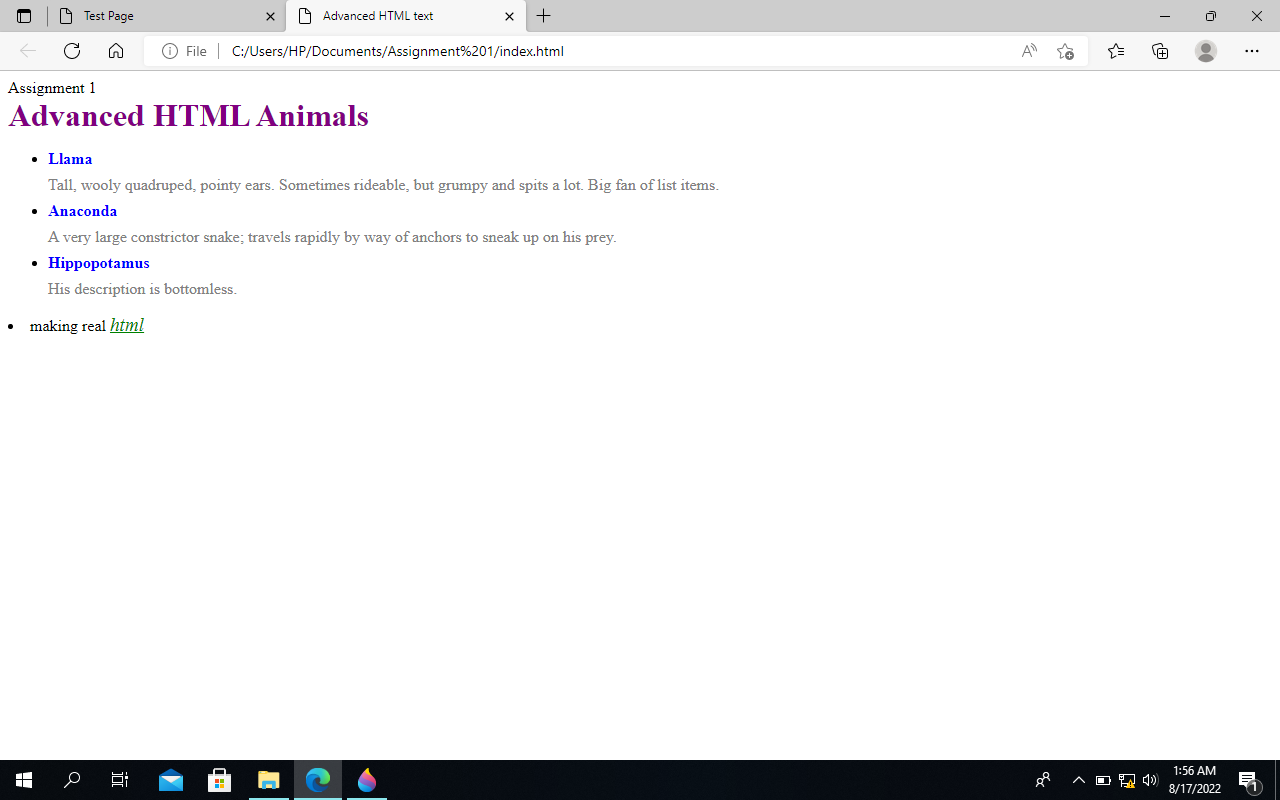 Test Page
Advanced HTML text
File
C:/Users/HP/Documents/Assignment%201/index.html
Assignment 1
Advanced HTML Animals
Llama
Tall, wooly quadruped, pointy ears. Sometimes rideable, but grumpy and spits a lot. Big fan of list items.
Anaconda
A very large constrictor snake; travels rapidly by way of anchors to sneak up on his prey.
Hippopotamus
His description is bottomless.
making real html
1:56 AM
8/17/2022
1